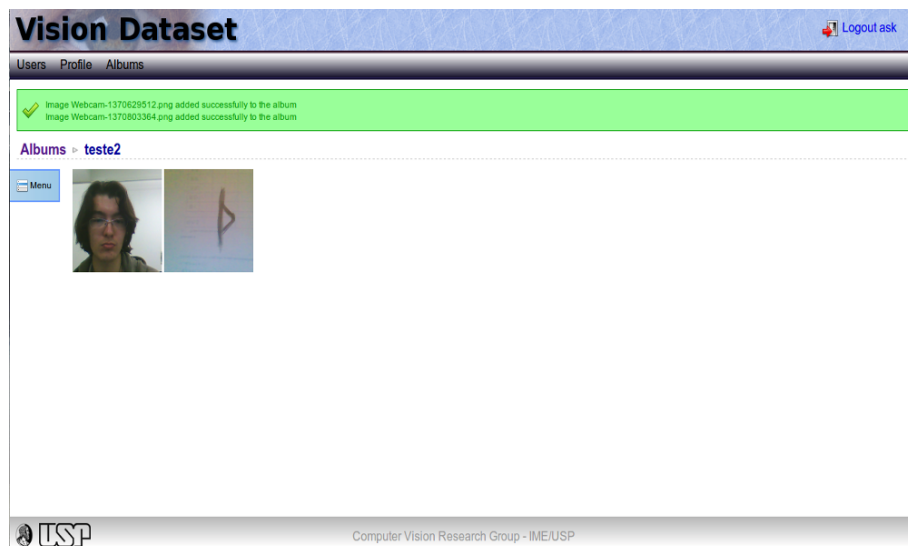 Vision Dataset
Logout ask
Users Profile Albums
Image Webcam-1370629512.png added successfully to the album
Image Webcam-1370803364.png added successfully to the album
Albums ▹ teste2
Menu
USP
Computer Vision Research Group - IME/USP